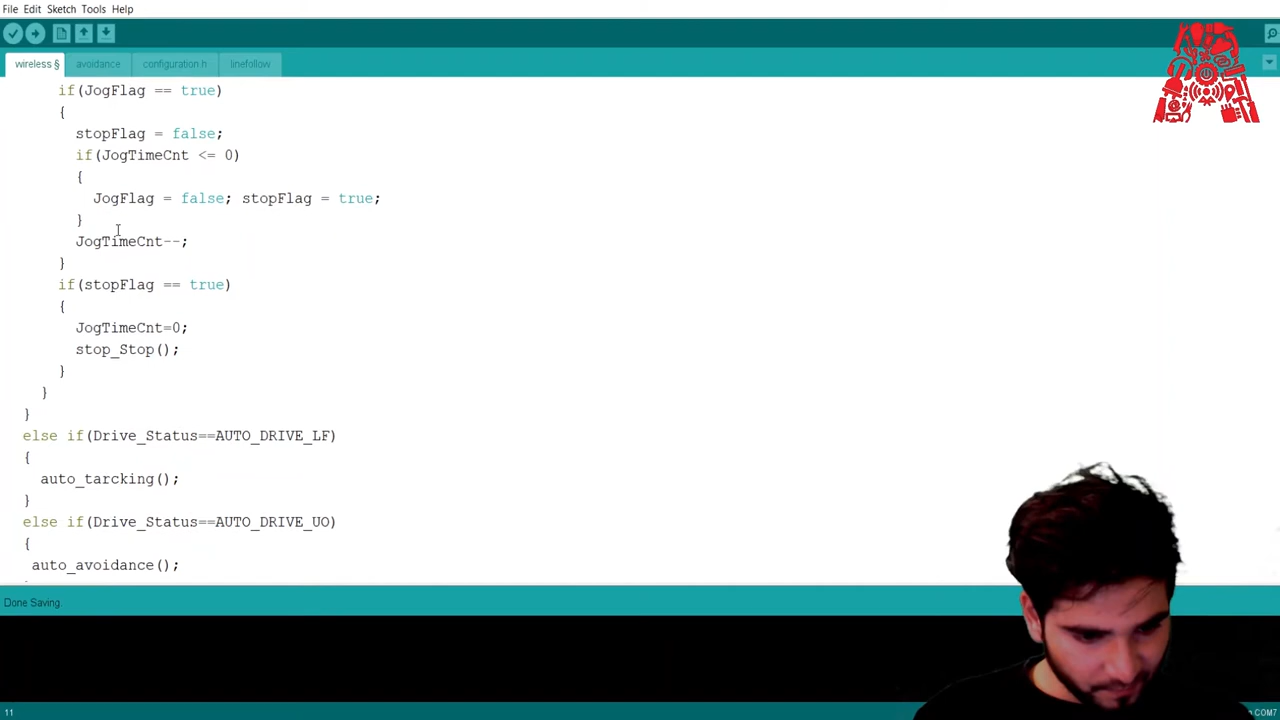 File Edit Sketch Tools Help
wireless § avoidance configuration.h linefollow
if(JogFlag == true)
{
stopFlag = false;
if(JogTimeCnt <= 0)
{
JogFlag = false; stopFlag = true;
}
JogTimeCnt--;
}
if(stopFlag == true)
{
JogTimeCnt=0;
stop_Stop();
}
}
}
else if(Drive_Status==AUTO_DRIVE_LF)
{
auto_tarcking();
}
else if(Drive_Status==AUTO_DRIVE_UO)
{
auto_avoidance();
Done Saving.
11
COM7